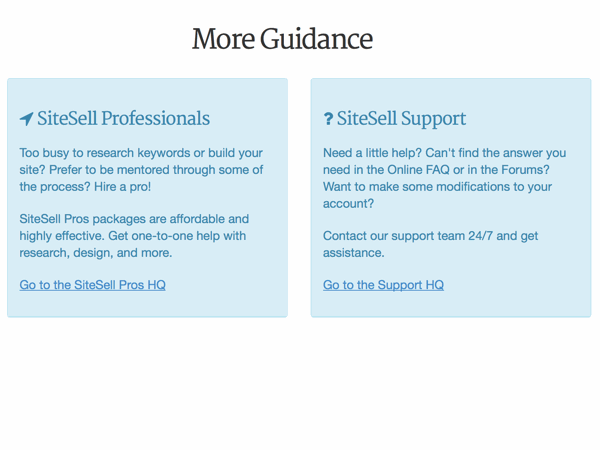 More Guidance
SiteSell Professionals
Too busy to research keywords or build your
site? Prefer to be mentored through some of
the process? Hire a pro!
SiteSell Pros packages are affordable and
highly effective. Get one-to-one help with
research, design, and more.
Go to the SiteSell Pros HQ
? SiteSell Support
Need a little help? Can't find the answer you
need in the Online FAQ or in the Forums?
Want to make some modifications to your
account?
Contact our support team 24/7 and get
assistance.
Go to the Support HQ